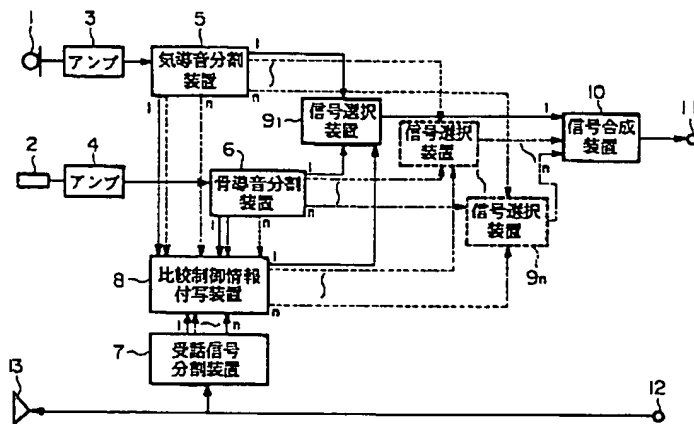 1
3
アンプ
5
気導音分割
装置
1
n
1
n
9₁
信号選択
装置
信号選択
装置
信号選択
装置
9n
1
n
10
信号合成
装置
11
2
4
アンプ
6
骨導音分割
装置
1
n
1
n
8
比較制御情報
付写装置
1
n
1
n
7
受話信号
分割装置
13
12